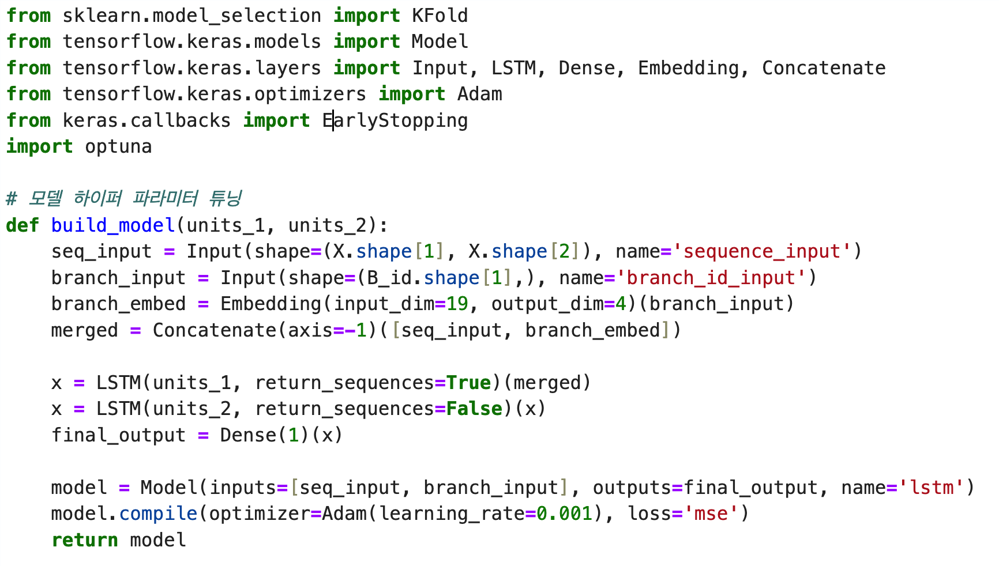 from sklearn.model_selection import KFold
from tensorflow.keras.models import Model
from tensorflow.keras.layers import Input, LSTM, Dense, Embedding, Concatenate
from tensorflow.keras.optimizers import Adam
from keras.callbacks import EarlyStopping
import optuna

# 모델 하이퍼 파라미터 튜닝
def build_model(units_1, units_2):
    seq_input = Input(shape=(X.shape[1], X.shape[2]), name='sequence_input')
    branch_input = Input(shape=(B_id.shape[1],), name='branch_id_input')
    branch_embed = Embedding(input_dim=19, output_dim=4)(branch_input)
    merged = Concatenate(axis=-1)([seq_input, branch_embed])

    x = LSTM(units_1, return_sequences=True)(merged)
    x = LSTM(units_2, return_sequences=False)(x)
    final_output = Dense(1)(x)

    model = Model(inputs=[seq_input, branch_input], outputs=final_output, name='lstm')
    model.compile(optimizer=Adam(learning_rate=0.001), loss='mse')
    return model